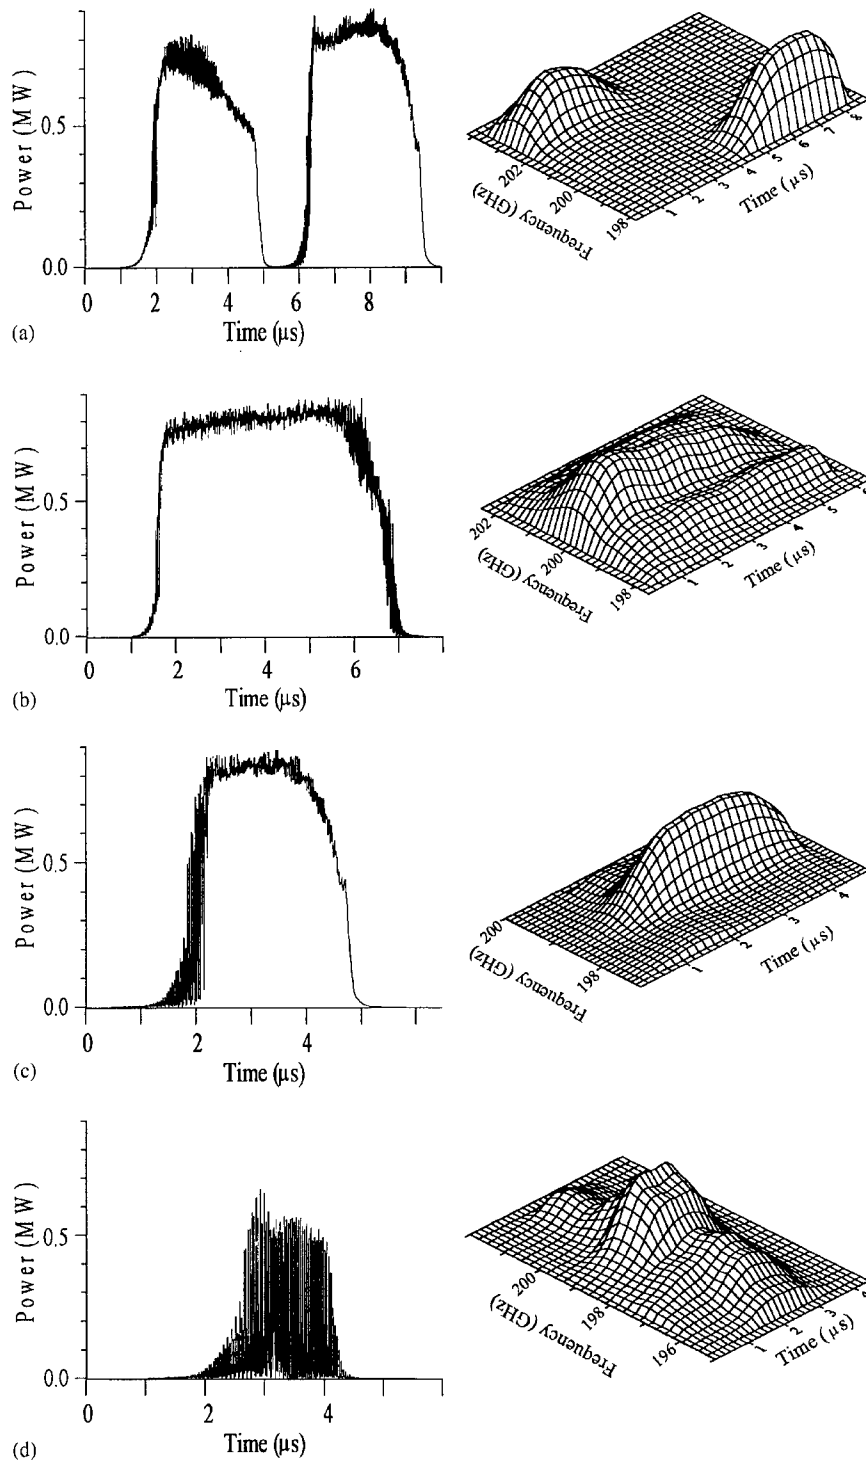 Power (MW)
0.5
0.0
0 2 4 6 8
Time (μs)
202
200
198
Frequency (GHz)
1 2 3 4 5 6 7 8
Time (μs)
(a)
Power (MW)
0.5
0.0
0 2 4 6
Time (μs)
202
200
198
Frequency (GHz)
1 2 3 4 5
Time (μs)
(b)
Power (MW)
0.5
0.0
0 2 4
Time (μs)
200
198
Frequency (GHz)
1 2 3 4
Time (μs)
(c)
Power (MW)
0.5
0.0
0 2 4
Time (μs)
200
198
196
Frequency (GHz)
1 2 3
Time (μs)
(d)